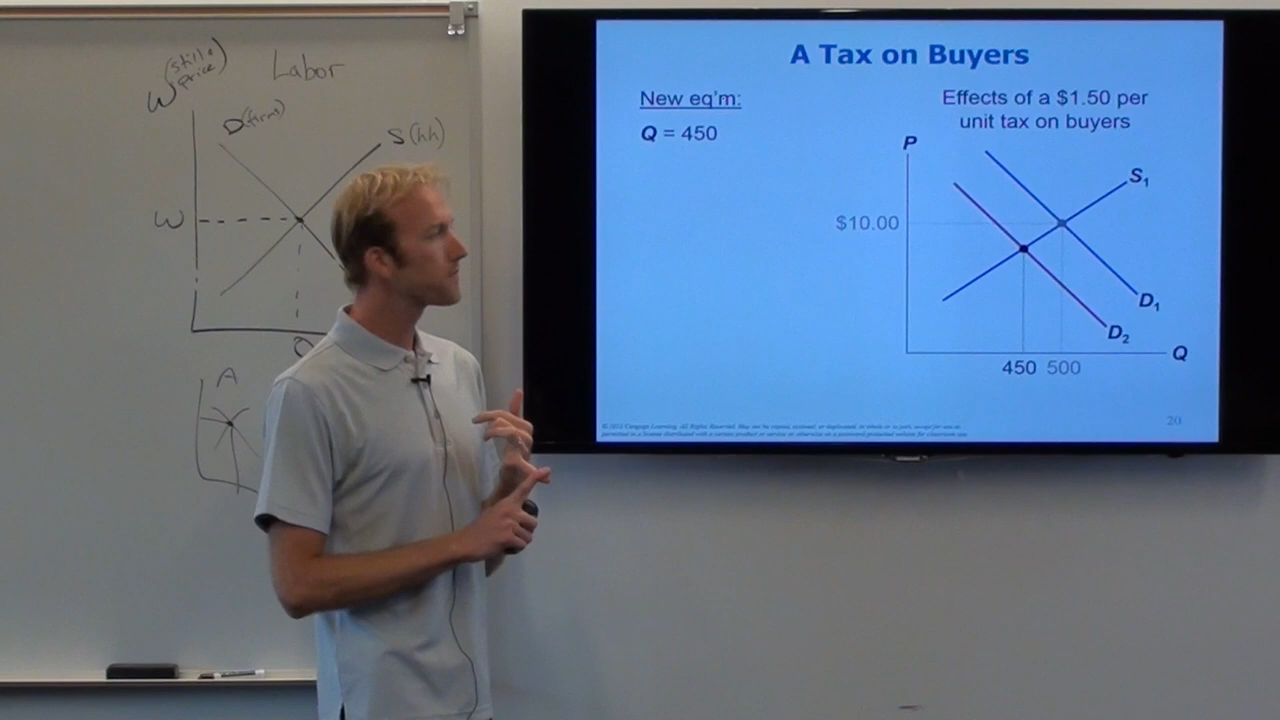 W (skill price)
Labor
D(firm)
S(hh)
W
Q
A
A Tax on Buyers
New eq'm:
Q = 450
Effects of a $1.50 per
unit tax on buyers
P
S1
$10.00
D1
D2
Q
450 500
20